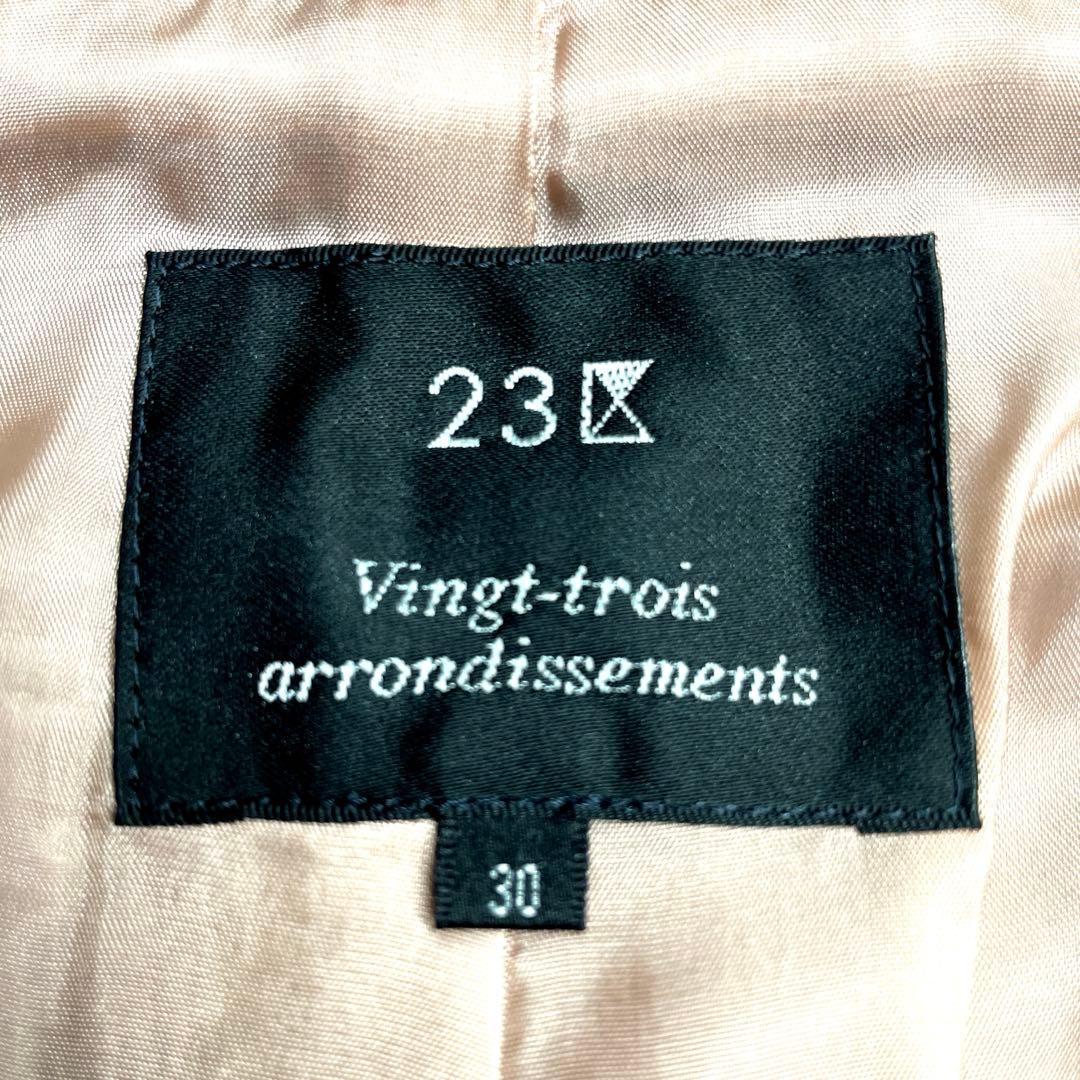 23区
Vingt-trois
arrondissements
30